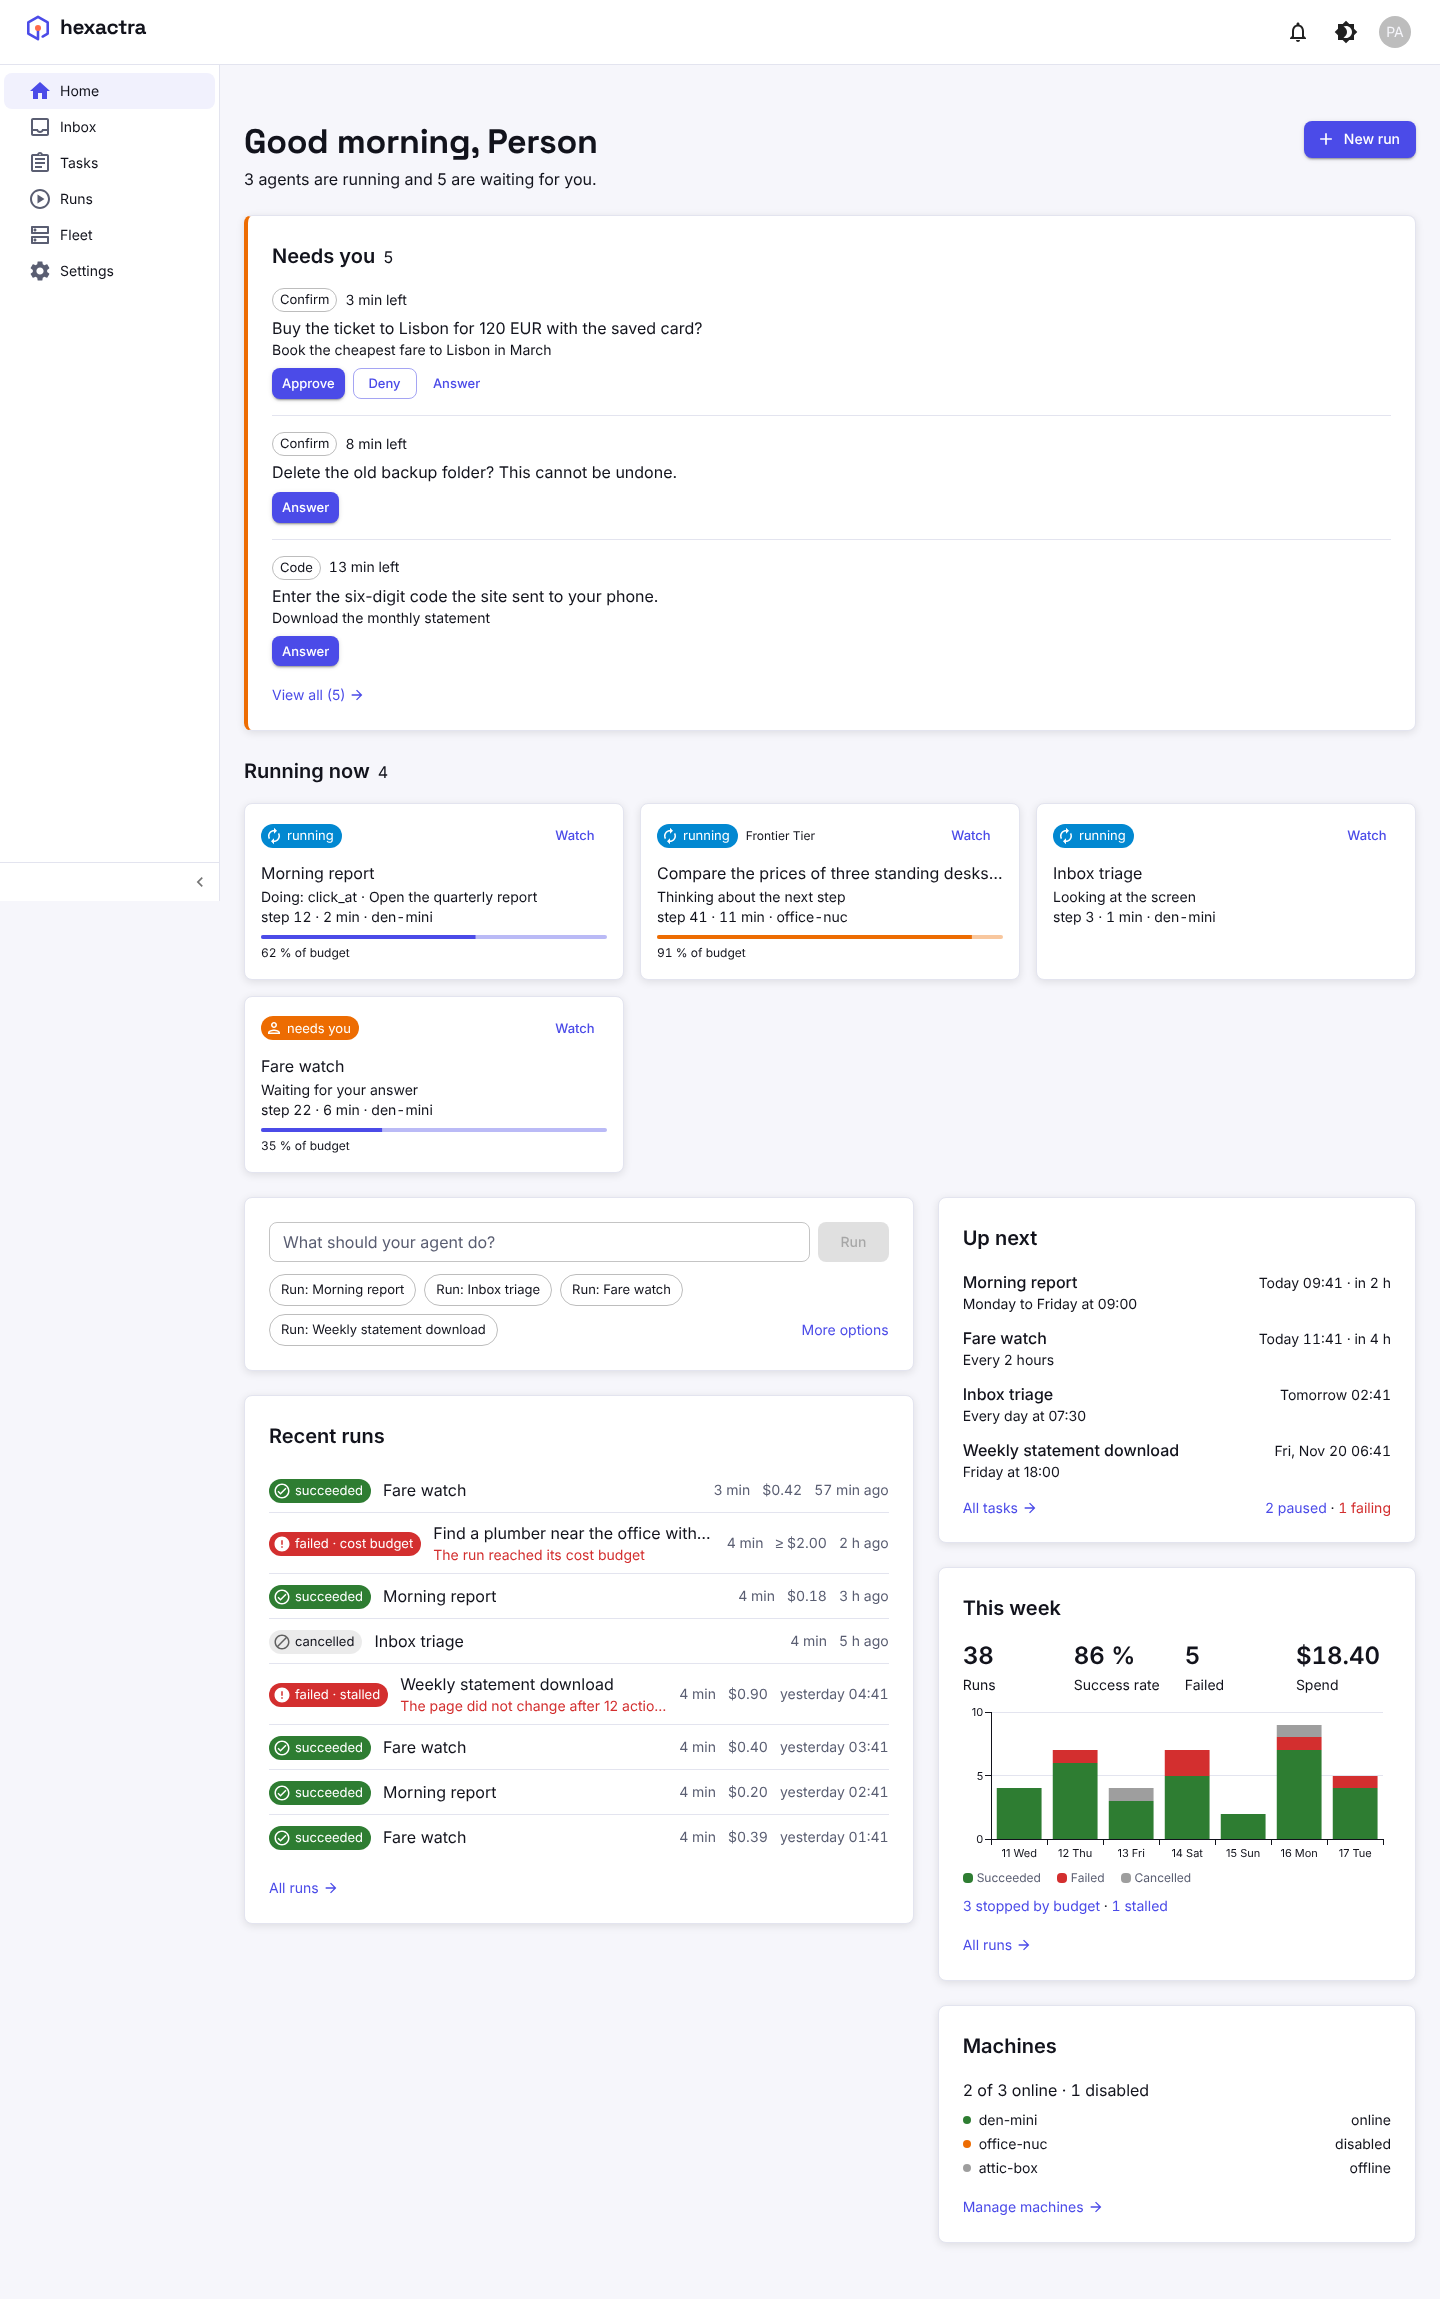 hexactra
PA
Home
Inbox
Tasks
Runs
Fleet
Settings
Good morning, Person
New run
3 agents are running and 5 are waiting for you.
Needs you 5
Confirm 3 min left
Buy the ticket to Lisbon for 120 EUR with the saved card?
Book the cheapest fare to Lisbon in March
Approve Deny Answer
Confirm 8 min left
Delete the old backup folder? This cannot be undone.
Answer
Code 13 min left
Enter the six-digit code the site sent to your phone.
Download the monthly statement
Answer
View all (5)
Running now 4
running Watch
Morning report
Doing: click_at · Open the quarterly report
step 12 · 2 min · den-mini
62 % of budget
running Frontier Tier Watch
Compare the prices of three standing desks…
Thinking about the next step
step 41 · 11 min · office-nuc
91 % of budget
running Watch
Inbox triage
Looking at the screen
step 3 · 1 min · den-mini
needs you Watch
Fare watch
Waiting for your answer
step 22 · 6 min · den-mini
35 % of budget
What should your agent do? Run
Run: Morning report Run: Inbox triage Run: Fare watch
Run: Weekly statement download More options
Recent runs
succeeded Fare watch 3 min $0.42 57 min ago
failed · cost budget Find a plumber near the office with… 4 min ≥ $2.00 2 h ago
The run reached its cost budget
succeeded Morning report 4 min $0.18 3 h ago
cancelled Inbox triage 4 min 5 h ago
failed · stalled Weekly statement download 4 min $0.90 yesterday 04:41
The page did not change after 12 actio…
succeeded Fare watch 4 min $0.40 yesterday 03:41
succeeded Morning report 4 min $0.20 yesterday 02:41
succeeded Fare watch 4 min $0.39 yesterday 01:41
All runs
Up next
Morning report Today 09:41 · in 2 h
Monday to Friday at 09:00
Fare watch Today 11:41 · in 4 h
Every 2 hours
Inbox triage Tomorrow 02:41
Every day at 07:30
Weekly statement download Fri, Nov 20 06:41
Friday at 18:00
All tasks 2 paused · 1 failing
This week
38 86 % 5 $18.40
Runs Success rate Failed Spend
10
5
0
11 Wed 12 Thu 13 Fri 14 Sat 15 Sun 16 Mon 17 Tue
Succeeded Failed Cancelled
3 stopped by budget · 1 stalled
All runs
Machines
2 of 3 online · 1 disabled
den-mini online
office-nuc disabled
attic-box offline
Manage machines